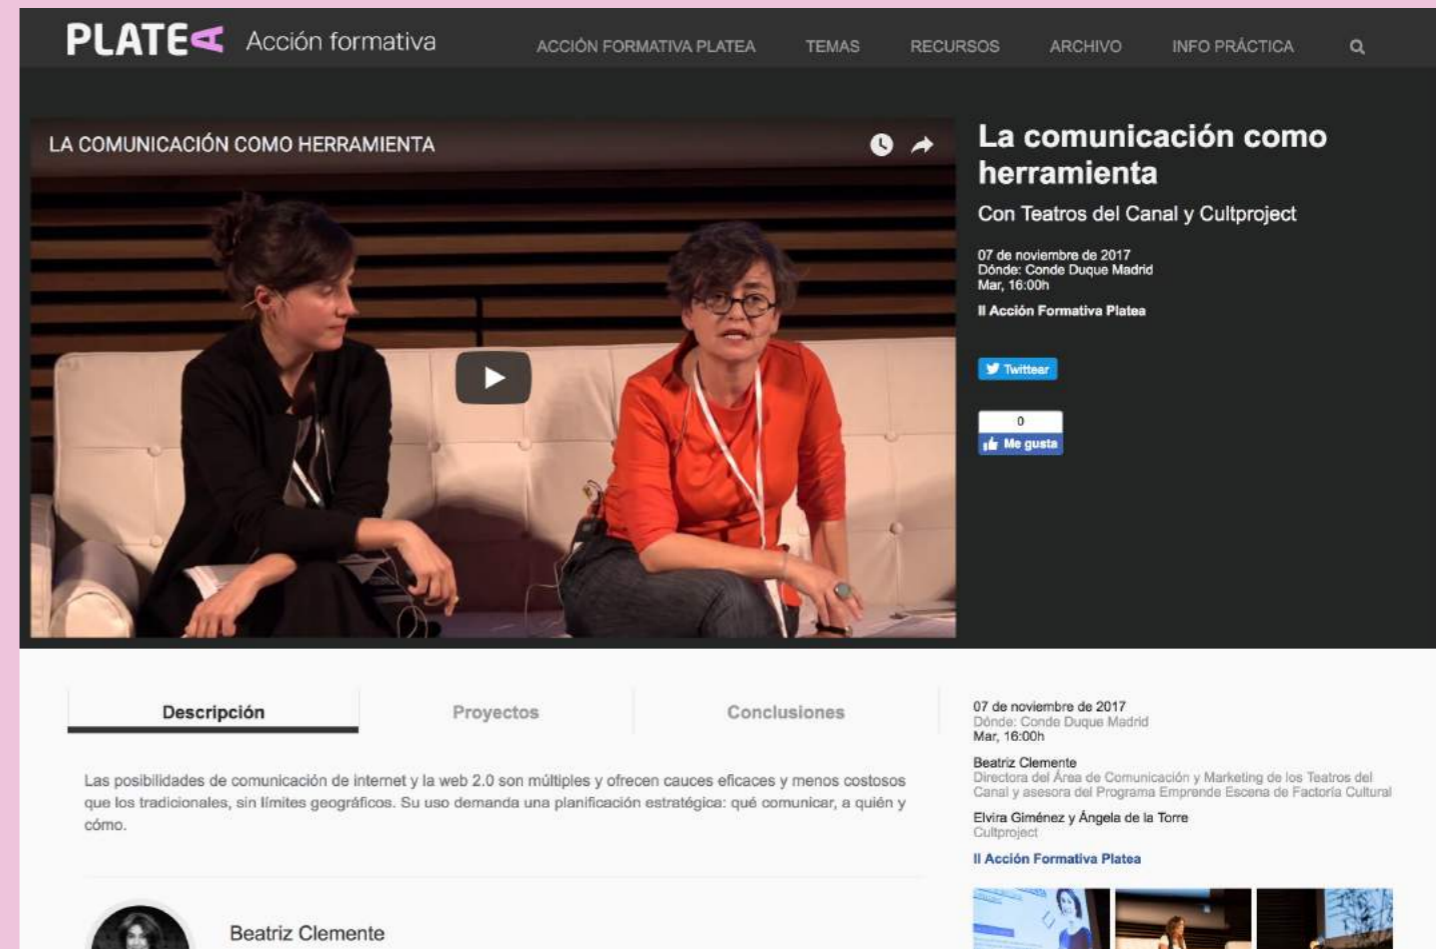 PLATEA Acción formativa
ACCIÓN FORMATIVA PLATEA TEMAS RECURSOS ARCHIVO INFO PRÁCTICA
LA COMUNICACIÓN COMO HERRAMIENTA
La comunicación como
herramienta
Con Teatros del Canal y Cultproject
07 de noviembre de 2017
Dónde: Conde Duque Madrid
Mar, 16:00h
II Acción Formativa Platea
Twittear
0
Me gusta
Descripción Proyectos Conclusiones
Las posibilidades de comunicación de internet y la web 2.0 son múltiples y ofrecen cauces eficaces y menos costosos
que los tradicionales, sin límites geográficos. Su uso demanda una planificación estratégica: qué comunicar, a quién y
cómo.
Beatriz Clemente
07 de noviembre de 2017
Dónde: Conde Duque Madrid
Mar, 16:00h
Beatriz Clemente
Directora del Área de Comunicación y Marketing de los Teatros del
Canal y asesora del Programa Emprende Escena de Factoría Cultural
Elvira Giménez y Ángela de la Torre
Cultproject
II Acción Formativa Platea